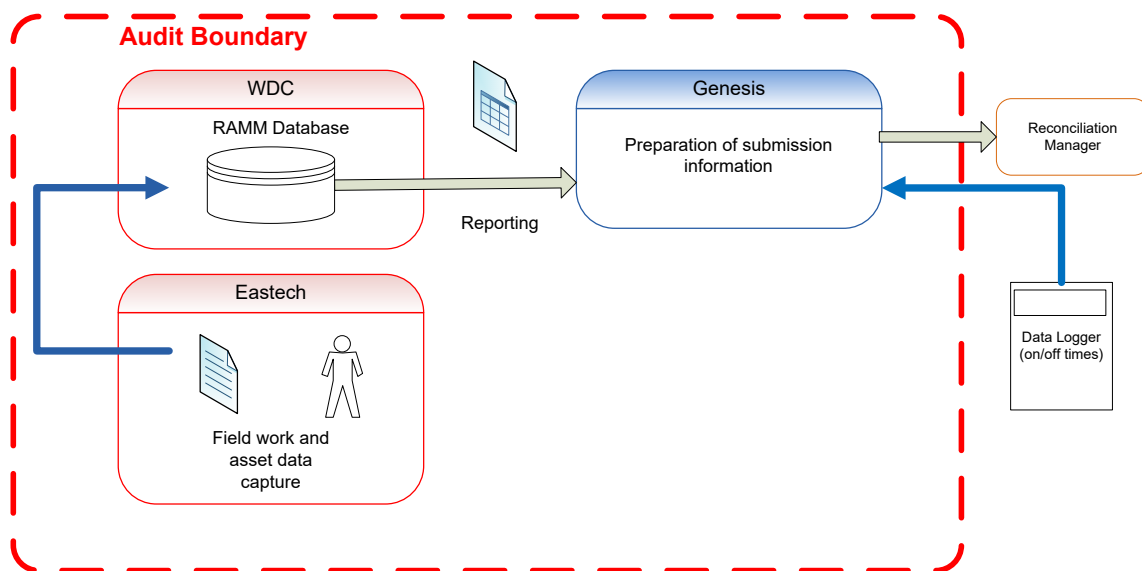 Audit Boundary
WDC
RAMM Database
Reporting
Genesis
Preparation of submission
information
Reconciliation
Manager
Eastech
Field work and
asset data
capture
Data Logger
(on/off times)